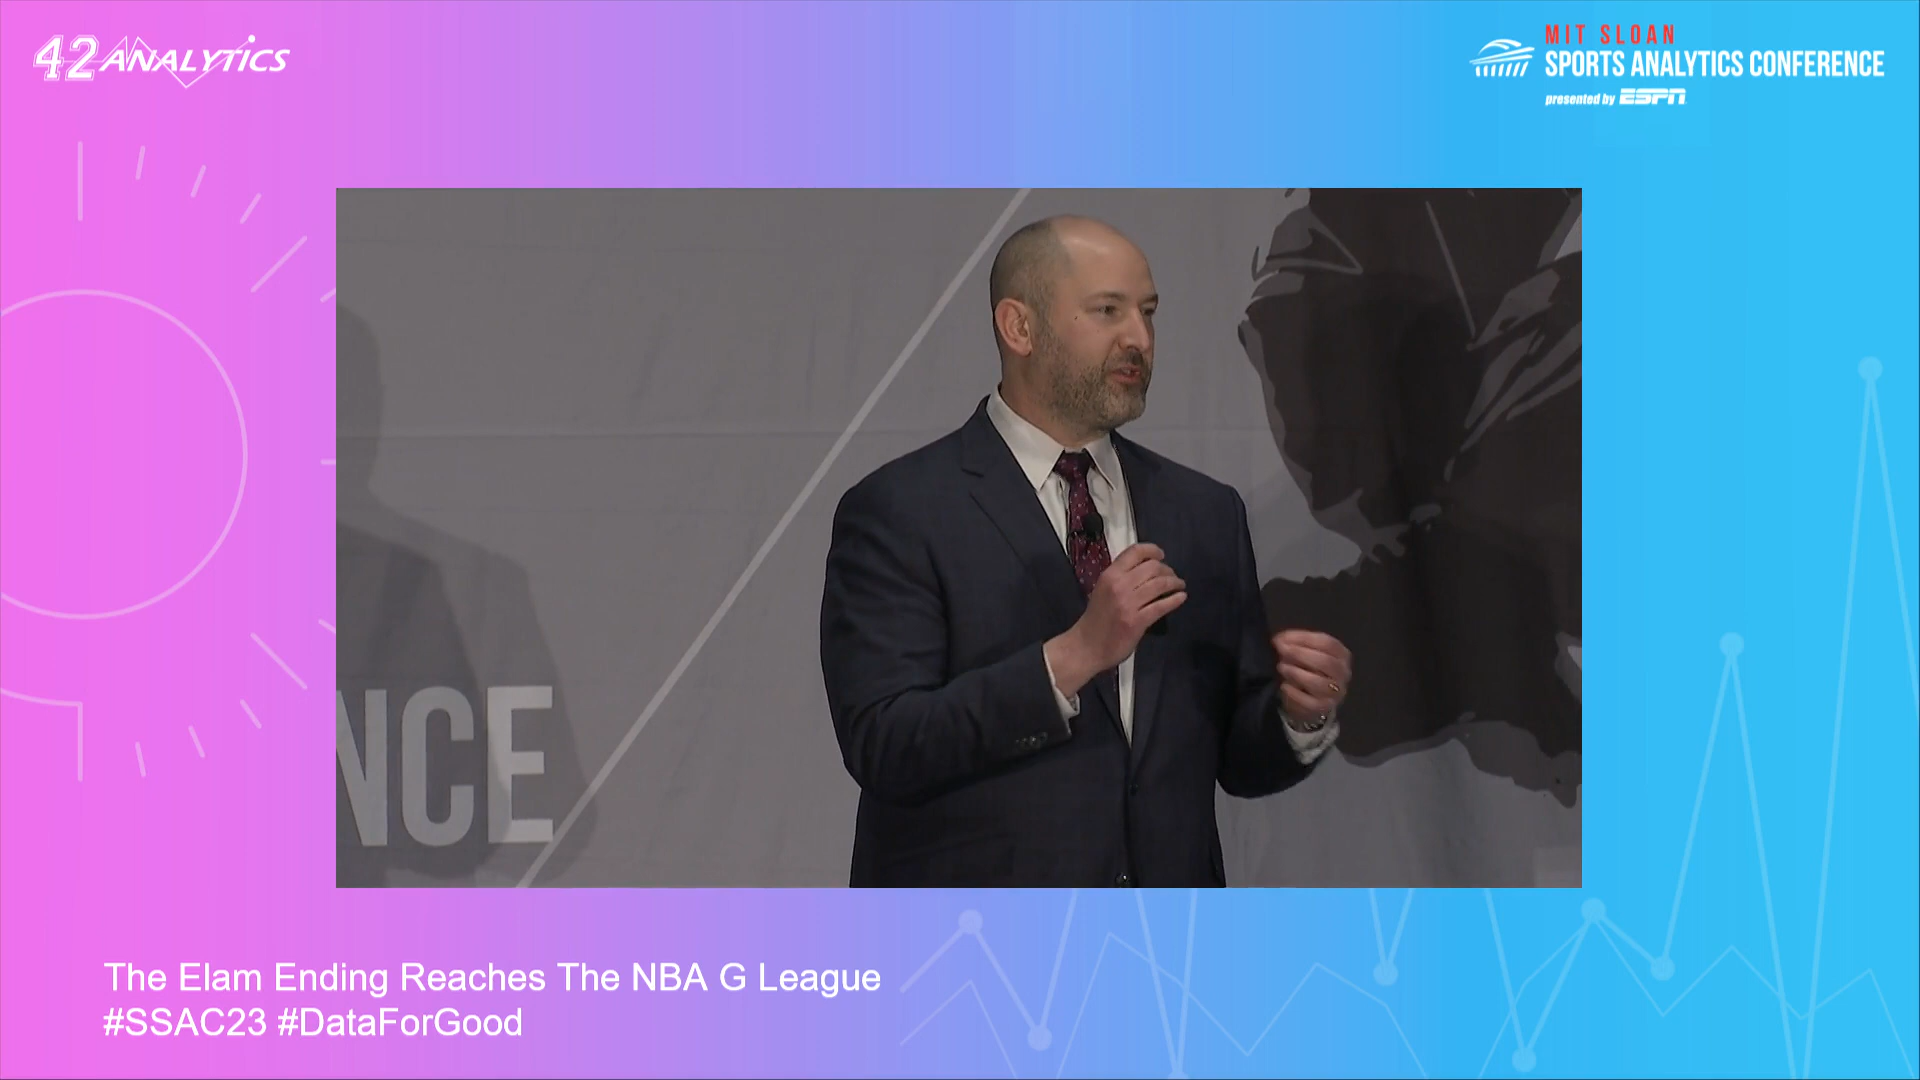 42 ANALYTICS
MIT SLOAN
SPORTS ANALYTICS CONFERENCE
presented by ESPN
NCE
The Elam Ending Reaches The NBA G League
#SSAC23 #DataForGood